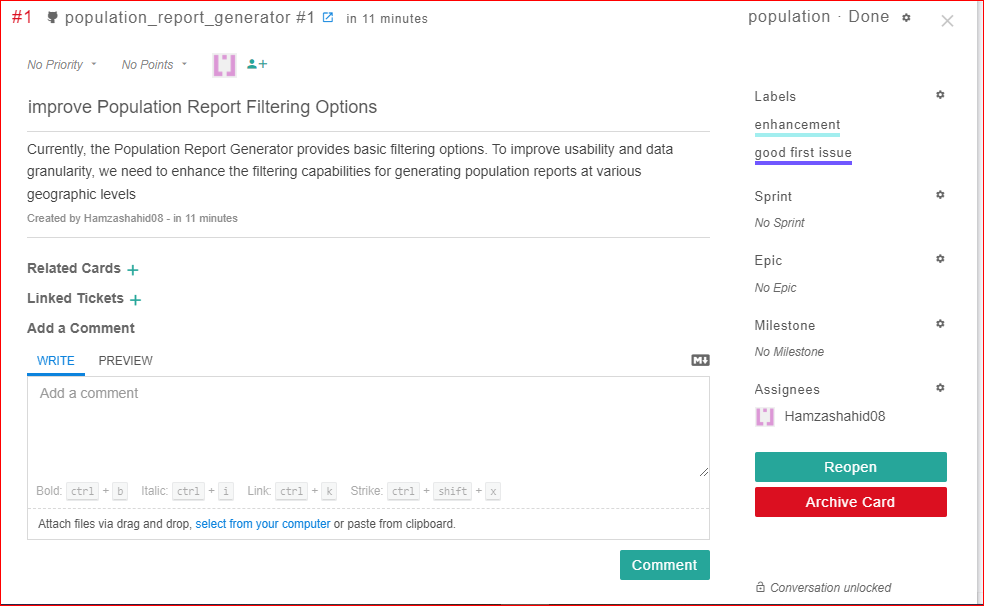 #1 population_report_generator #1 in 11 minutes
No Priority No Points
improve Population Report Filtering Options
Currently, the Population Report Generator provides basic filtering options. To improve usability and data
granularity, we need to enhance the filtering capabilities for generating population reports at various
geographic levels
Created by Hamzashahid08 - in 11 minutes
Related Cards +
Linked Tickets +
Add a Comment
WRITE PREVIEW
M
Add a comment
Bold: ctrl + b Italic: ctrl + i Link: ctrl + k Strike: ctrl + shift + x
Attach files via drag and drop, select from your computer or paste from clipboard.
Comment
population · Done
Labels
enhancement
good first issue
Sprint
No Sprint
Epic
No Epic
Milestone
No Milestone
Assignees
Hamzashahid08
Reopen
Archive Card
Conversation unlocked